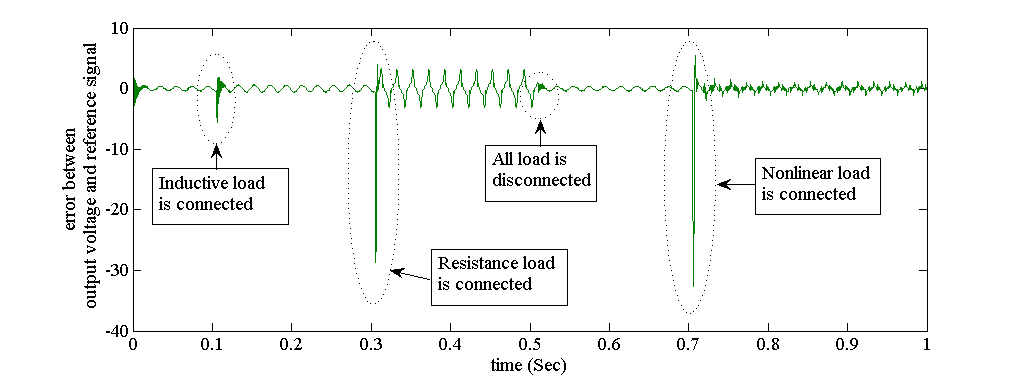 10
0
-10
-20
-30
-40
error between
output voltage and reference signal
Inductive load
is connected
Resistance load
is connected
All load is
disconnected
Nonlinear load
is connected
0 0.1 0.2 0.3 0.4 0.5 0.6 0.7 0.8 0.9 1
time (Sec)